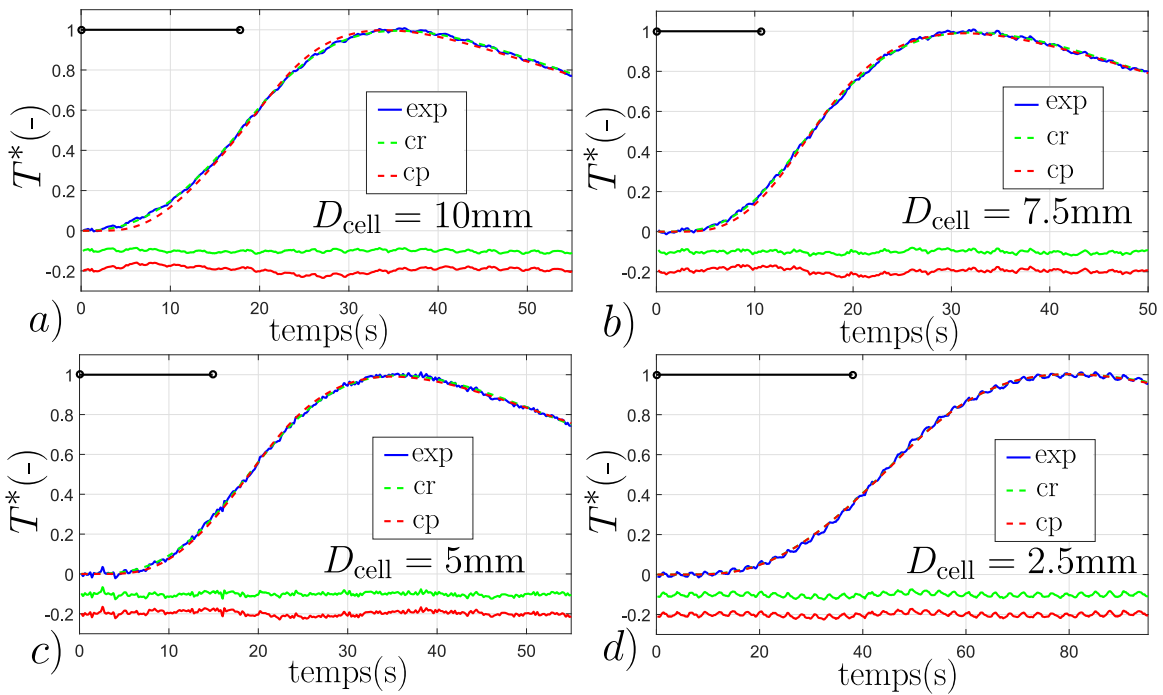 1
0.8
0.6
0.4
0.2
0
-0.2
T*(-)
exp
cr
cp
D_cell = 10mm
0 10 20 30 40 50
temps(s)
a)
1
0.8
0.6
0.4
0.2
0
-0.2
T*(-)
exp
cr
cp
D_cell = 7.5mm
0 10 20 30 40 50
temps(s)
b)
1
0.8
0.6
0.4
0.2
0
-0.2
T*(-)
exp
cr
cp
D_cell = 5mm
0 10 20 30 40 50
temps(s)
c)
1
0.8
0.6
0.4
0.2
0
-0.2
T*(-)
exp
cr
cp
D_cell = 2.5mm
0 20 40 60 80
temps(s)
d)